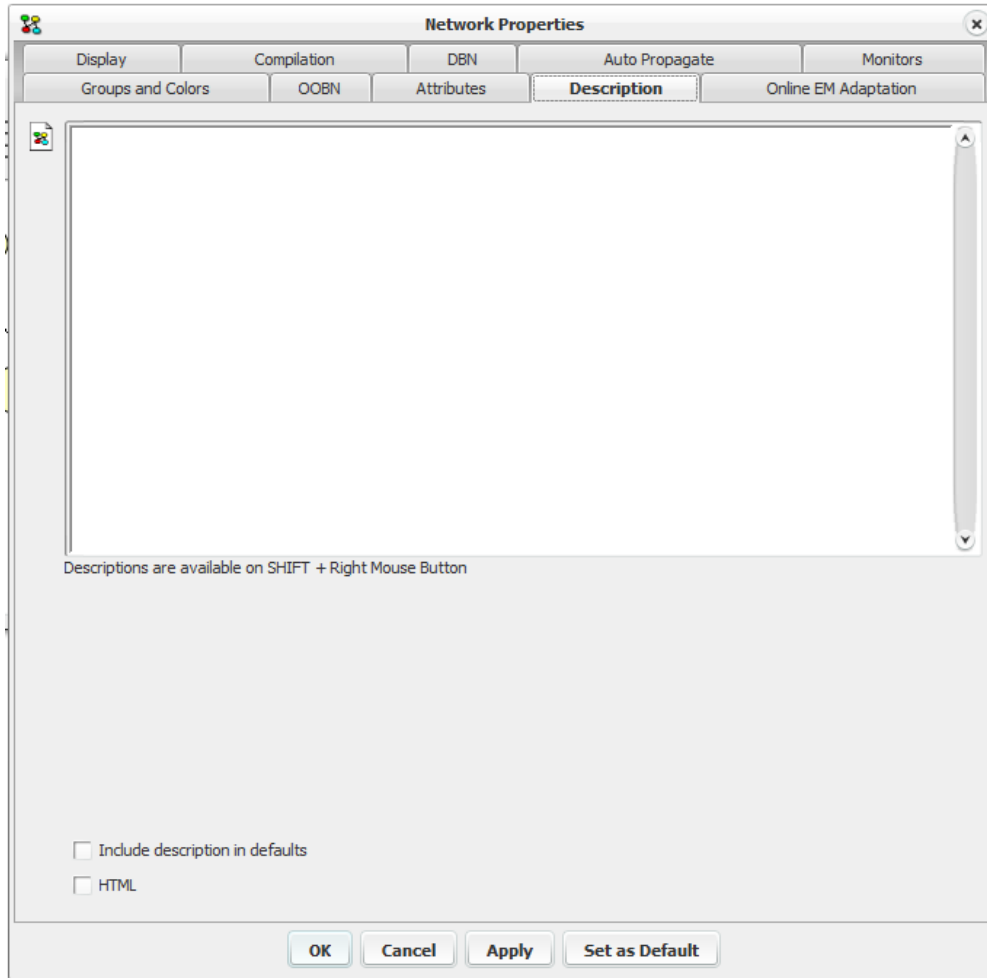 Network Properties
Display Compilation DBN Auto Propagate Monitors
Groups and Colors OOBN Attributes Description Online EM Adaptation
Descriptions are available on SHIFT + Right Mouse Button
Include description in defaults
HTML
OK Cancel Apply Set as Default